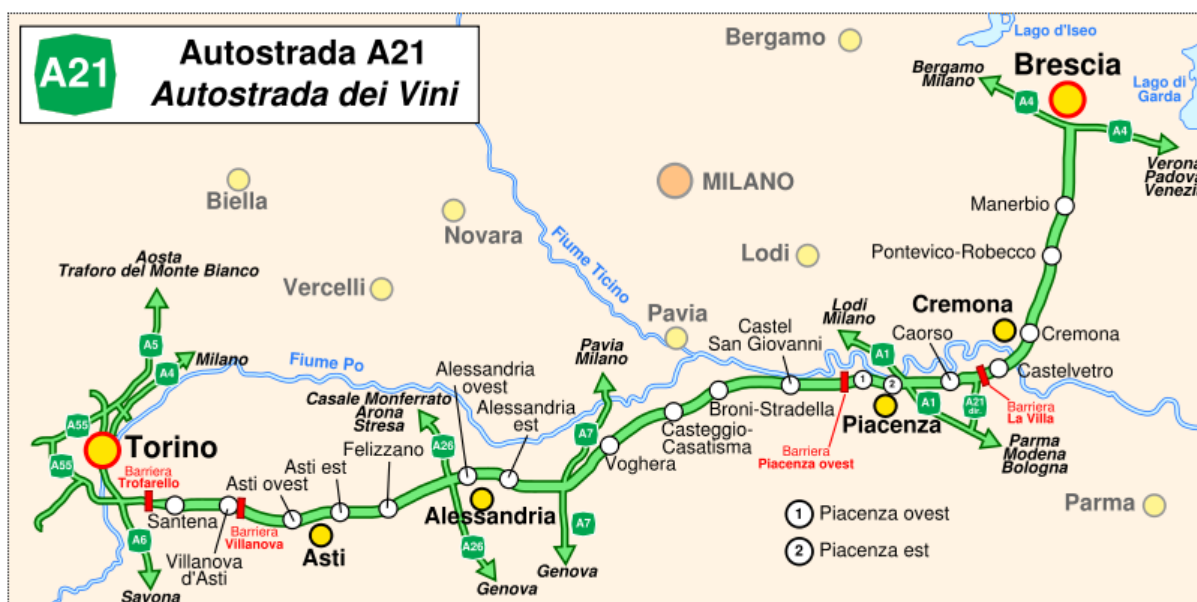 A21
Autostrada A21
Autostrada dei Vini
Bergamo
Lago d'Iseo
Bergamo
Milano
Brescia
Lago di
Garda
A4
A4
Verona
Padova
Biella
MILANO
Novara
Manerbio
Fiume Ticino
Lodi
Pontevico-Robecco
Aosta
Traforo del Monte Bianco
Vercelli
Pavia
Lodi
Milano
Cremona
A5
A4
Milano
Fiume Po
Castel
San Giovanni
Caorso
Cremona
A1
Pavia
Milano
Alessandria
ovest
Castelvetro
Casale Monferrato
Arona
Stresa
Alessandria
est
1
2
A1
A21
dir.
Barriera
La Villa
Broni-Stradella
Piacenza
A55
Torino
A26
A7
Casteggio-
Casatisma
Barriera
Piacenza ovest
Parma
Modena
Bologna
Felizzano
Voghera
A55
Barriera
Trofarello
Asti est
Asti ovest
Parma
Santena
Alessandria
1 Piacenza ovest
A6
Villanova
d'Asti
Barriera
Villanova
Asti
A26
A7
2 Piacenza est
Savona
Genova
Genova